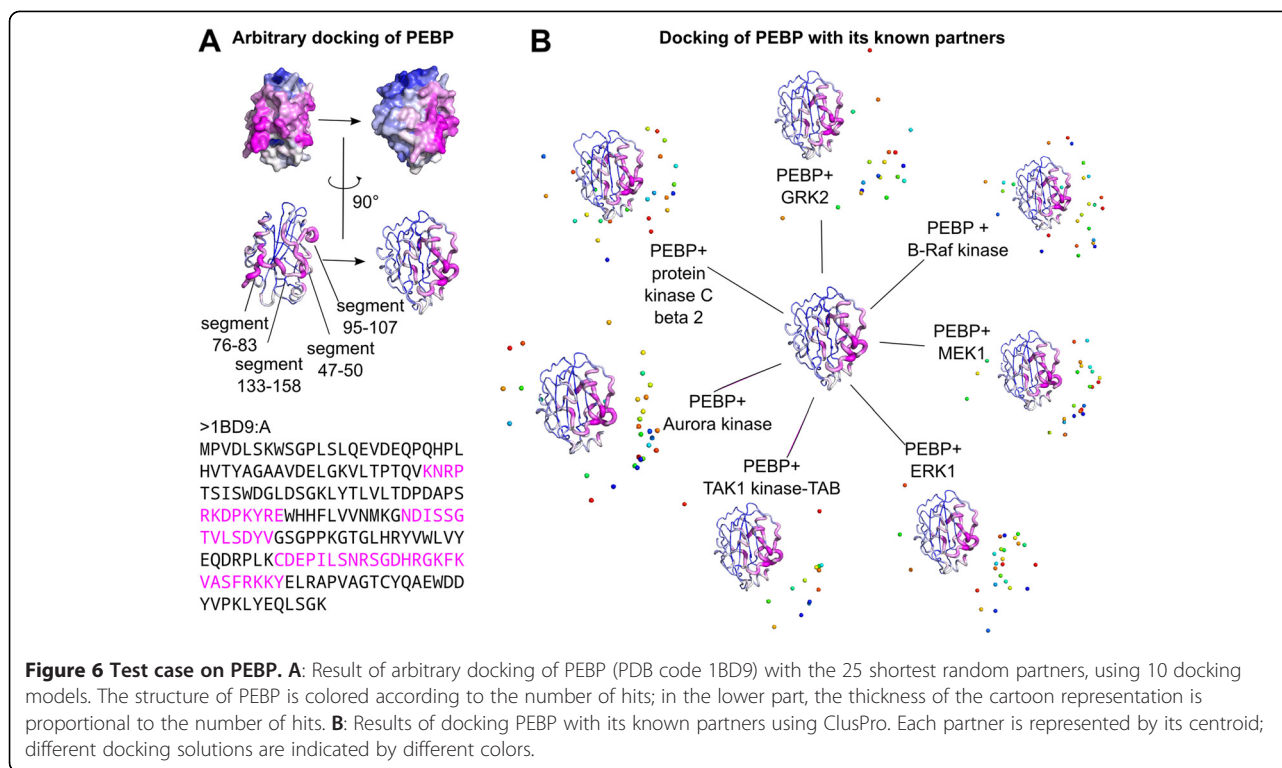 A Arbitrary docking of PEBP
90°
segment
76-83
segment
133-158
segment
47-50
segment
95-107
>1BD9:A
MPVDLSKWSGPLSLQEVDEQPQHPL
HVTYAGAAVDELGKVLTPTQVKNRP
TSISWDGLDSGKLYTLVLTDPDAPS
RKDPKYREWHHFLVVNMKGNDISSG
TVLSDYVGSGPPKGTGLHRYVWLVY
EQDRPLKCDEPILSNRSGDHRGKFK
VASFRKKYELRAPVAGTCYQAEWDD
YVPKLYEQLSGK
B Docking of PEBP with its known partners
PEBP+
GRK2
PEBP +
B-Raf kinase
PEBP+
MEK1
PEBP+
ERK1
PEBP+
TAK1 kinase-TAB
PEBP+
Aurora kinase
PEBP+
protein
kinase C
beta 2
Figure 6 Test case on PEBP. A: Result of arbitrary docking of PEBP (PDB code 1BD9) with the 25 shortest random partners, using 10 docking
models. The structure of PEBP is colored according to the number of hits; in the lower part, the thickness of the cartoon representation is
proportional to the number of hits. B: Results of docking PEBP with its known partners using ClusPro. Each partner is represented by its centroid;
different docking solutions are indicated by different colors.